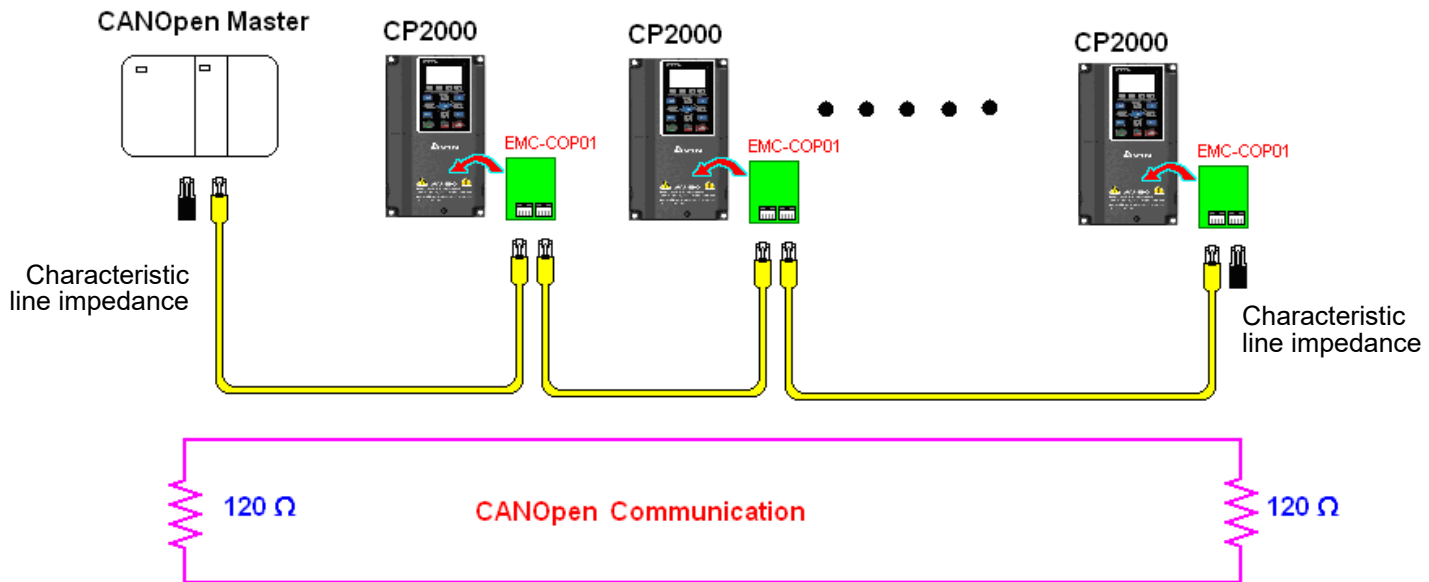 CANOpen Master
CP2000
CP2000
CP2000
EMC-COP01
EMC-COP01
EMC-COP01
Characteristic
line impedance
Characteristic
line impedance
120 Ω
CANOpen Communication
120 Ω